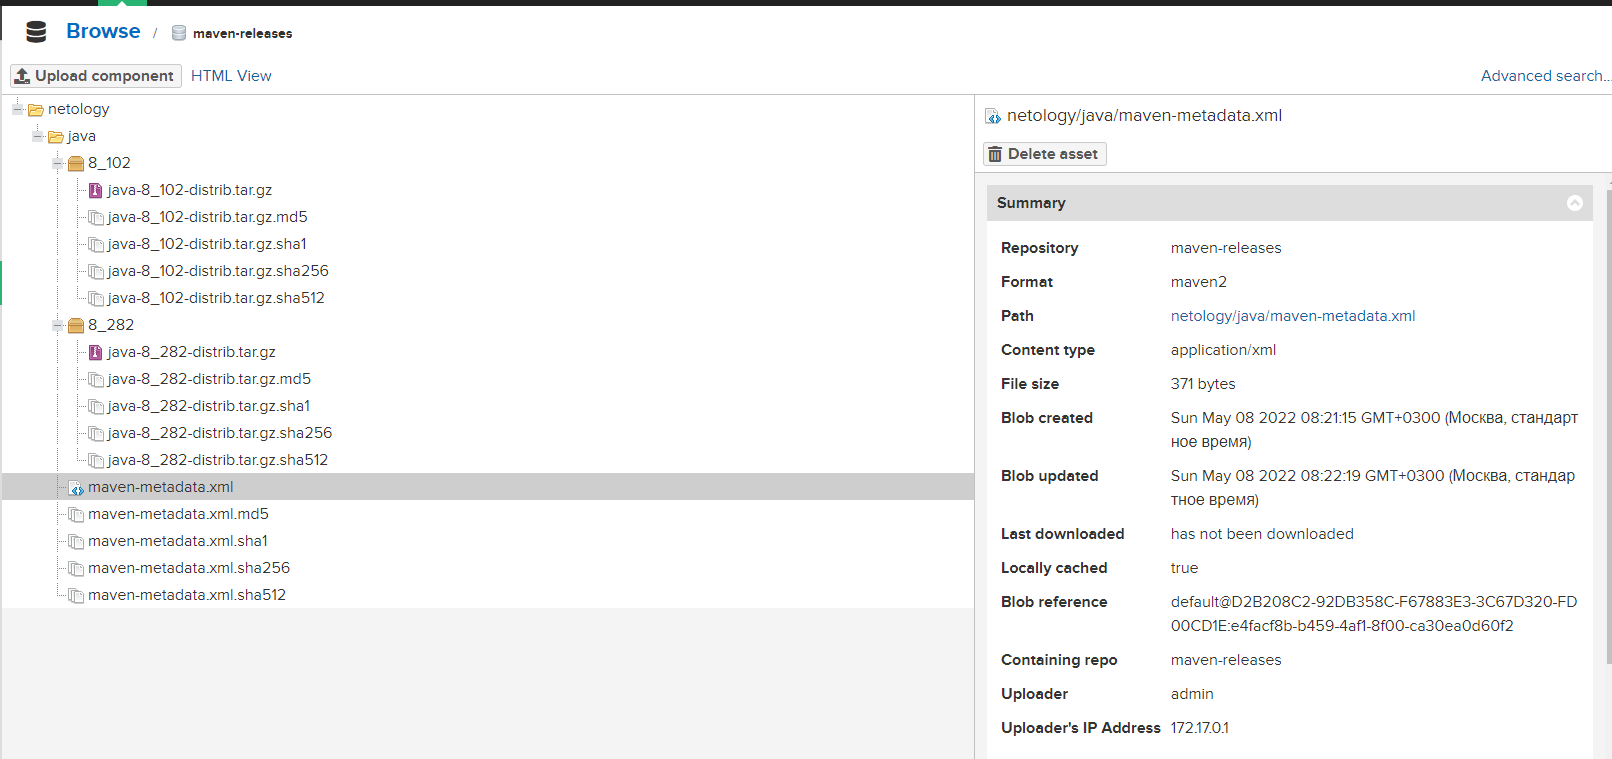 Browse / maven-releases
Upload component HTML View Advanced search...
netology
java
8_102
java-8_102-distrib.tar.gz
java-8_102-distrib.tar.gz.md5
java-8_102-distrib.tar.gz.sha1
java-8_102-distrib.tar.gz.sha256
java-8_102-distrib.tar.gz.sha512
8_282
java-8_282-distrib.tar.gz
java-8_282-distrib.tar.gz.md5
java-8_282-distrib.tar.gz.sha1
java-8_282-distrib.tar.gz.sha256
java-8_282-distrib.tar.gz.sha512
maven-metadata.xml
maven-metadata.xml.md5
maven-metadata.xml.sha1
maven-metadata.xml.sha256
maven-metadata.xml.sha512
netology/java/maven-metadata.xml
Delete asset
Summary
Repository maven-releases
Format maven2
Path netology/java/maven-metadata.xml
Content type application/xml
File size 371 bytes
Blob created Sun May 08 2022 08:21:15 GMT+0300 (Москва, стандарт
ное время)
Blob updated Sun May 08 2022 08:22:19 GMT+0300 (Москва, стандар
тное время)
Last downloaded has not been downloaded
Locally cached true
Blob reference default@D2B208C2-92DB358C-F67883E3-3C67D320-FD
00CD1E:e4facf8b-b459-4af1-8f00-ca30ea0d60f2
Containing repo maven-releases
Uploader admin
Uploader's IP Address 172.17.0.1